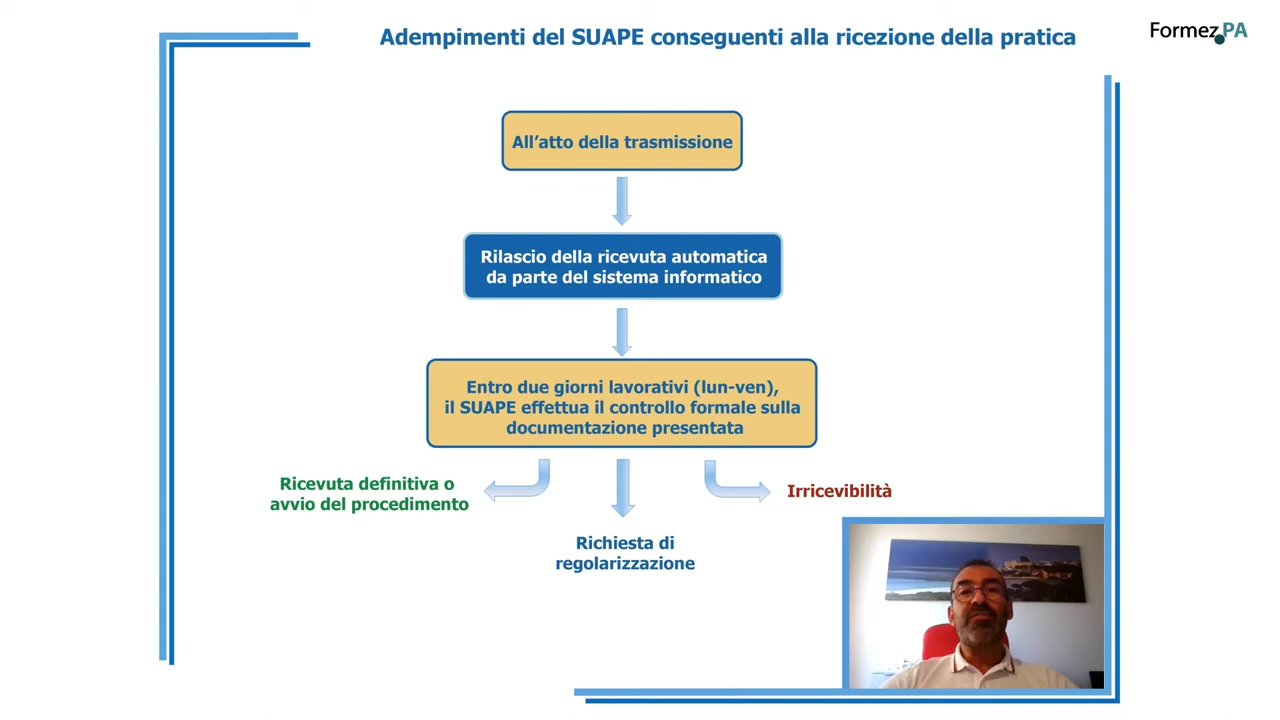 Adempimenti del SUAPE conseguenti alla ricezione della pratica
Formez.PA
All’atto della trasmissione
Rilascio della ricevuta automatica
da parte del sistema informatico
Entro due giorni lavorativi (lun-ven),
il SUAPE effettua il controllo formale sulla
documentazione presentata
Ricevuta definitiva o
avvio del procedimento
Irricevibilità
Richiesta di
regolarizzazione